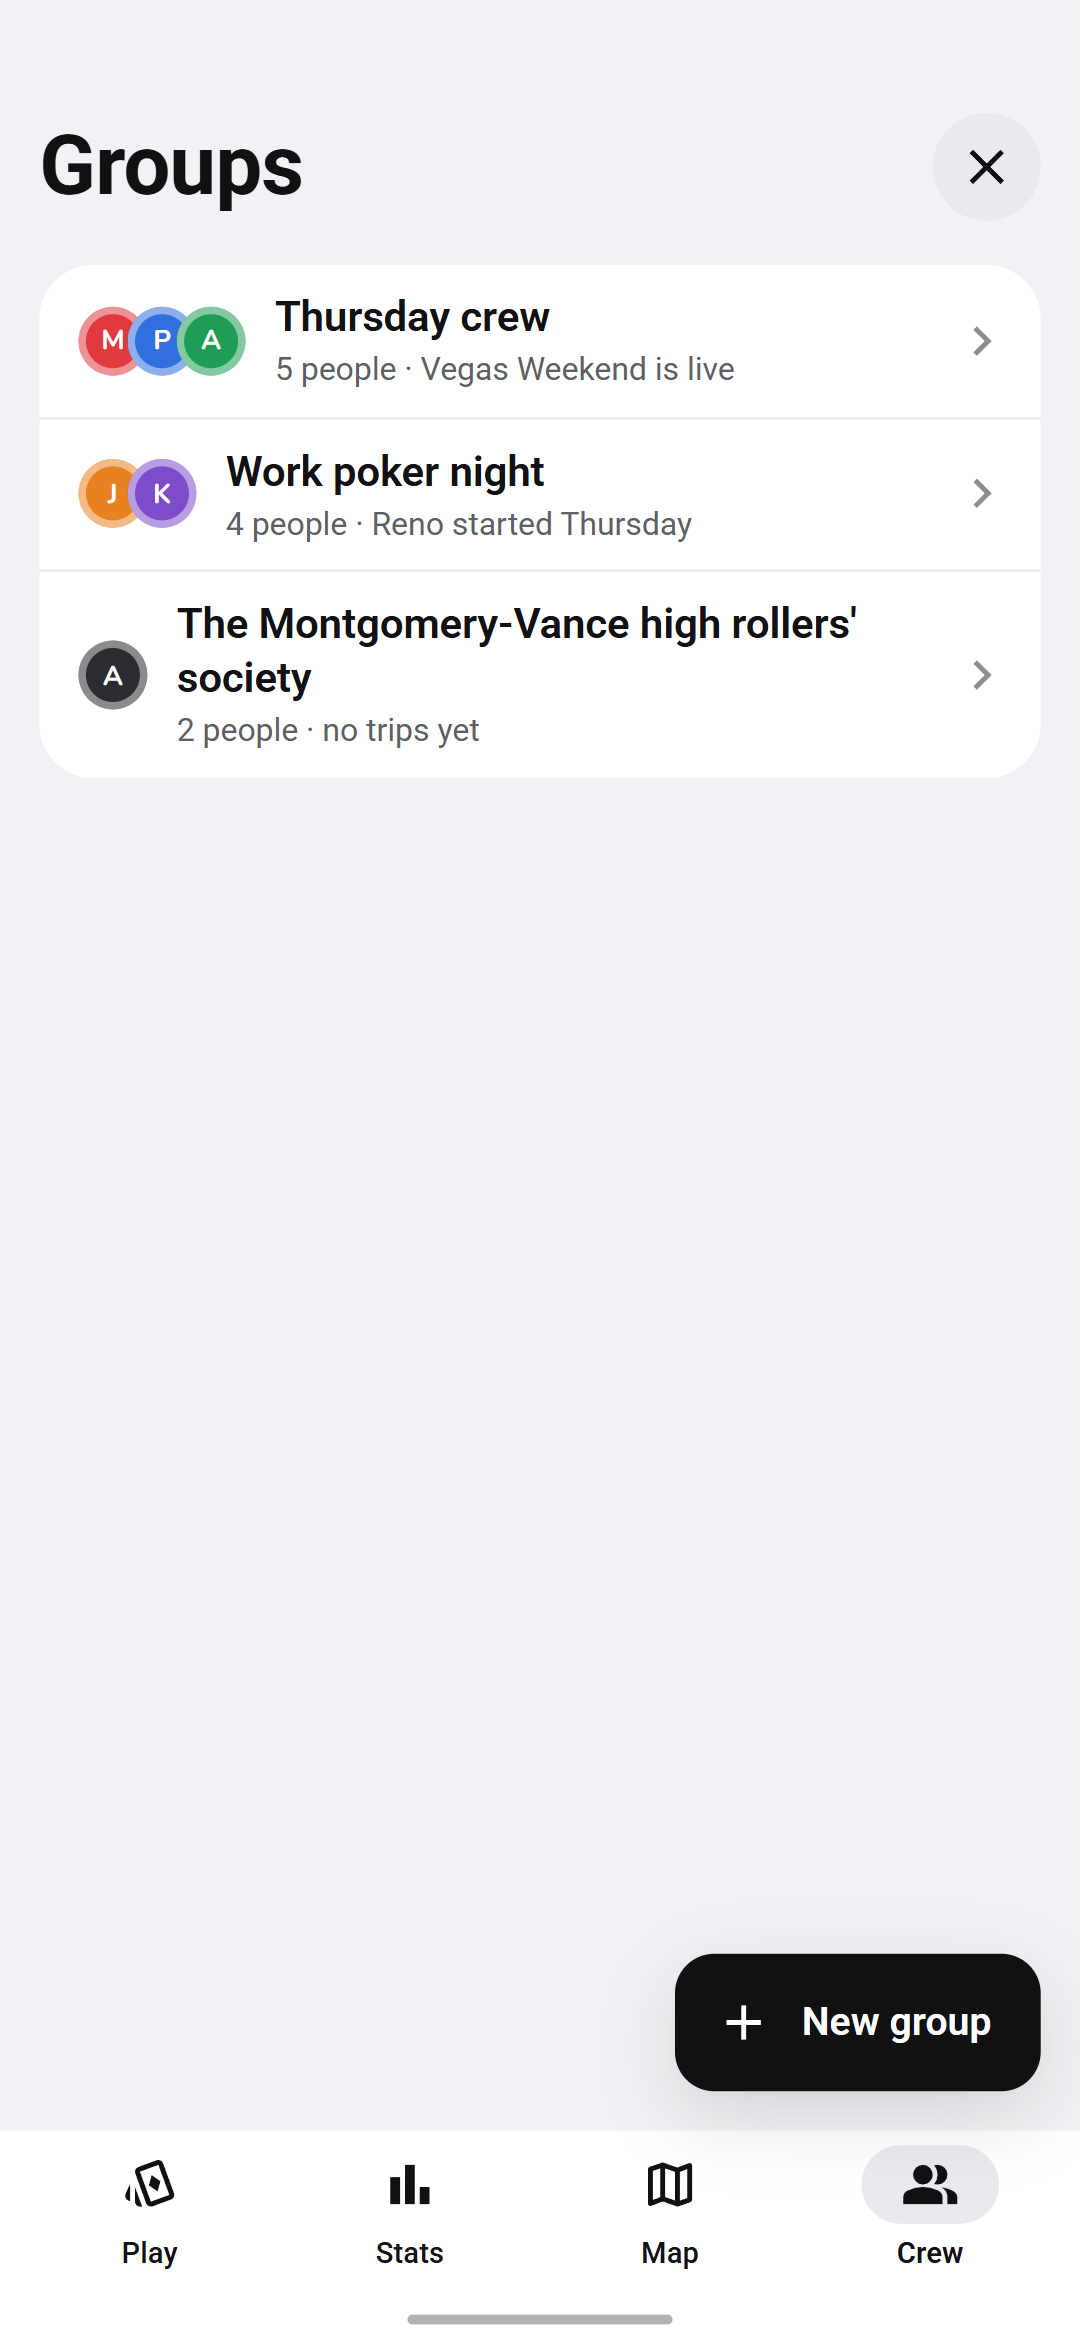 Groups
M P A
Thursday crew
5 people · Vegas Weekend is live
J K
Work poker night
4 people · Reno started Thursday
A
The Montgomery-Vance high rollers'
society
2 people · no trips yet
New group
Play Stats Map Crew